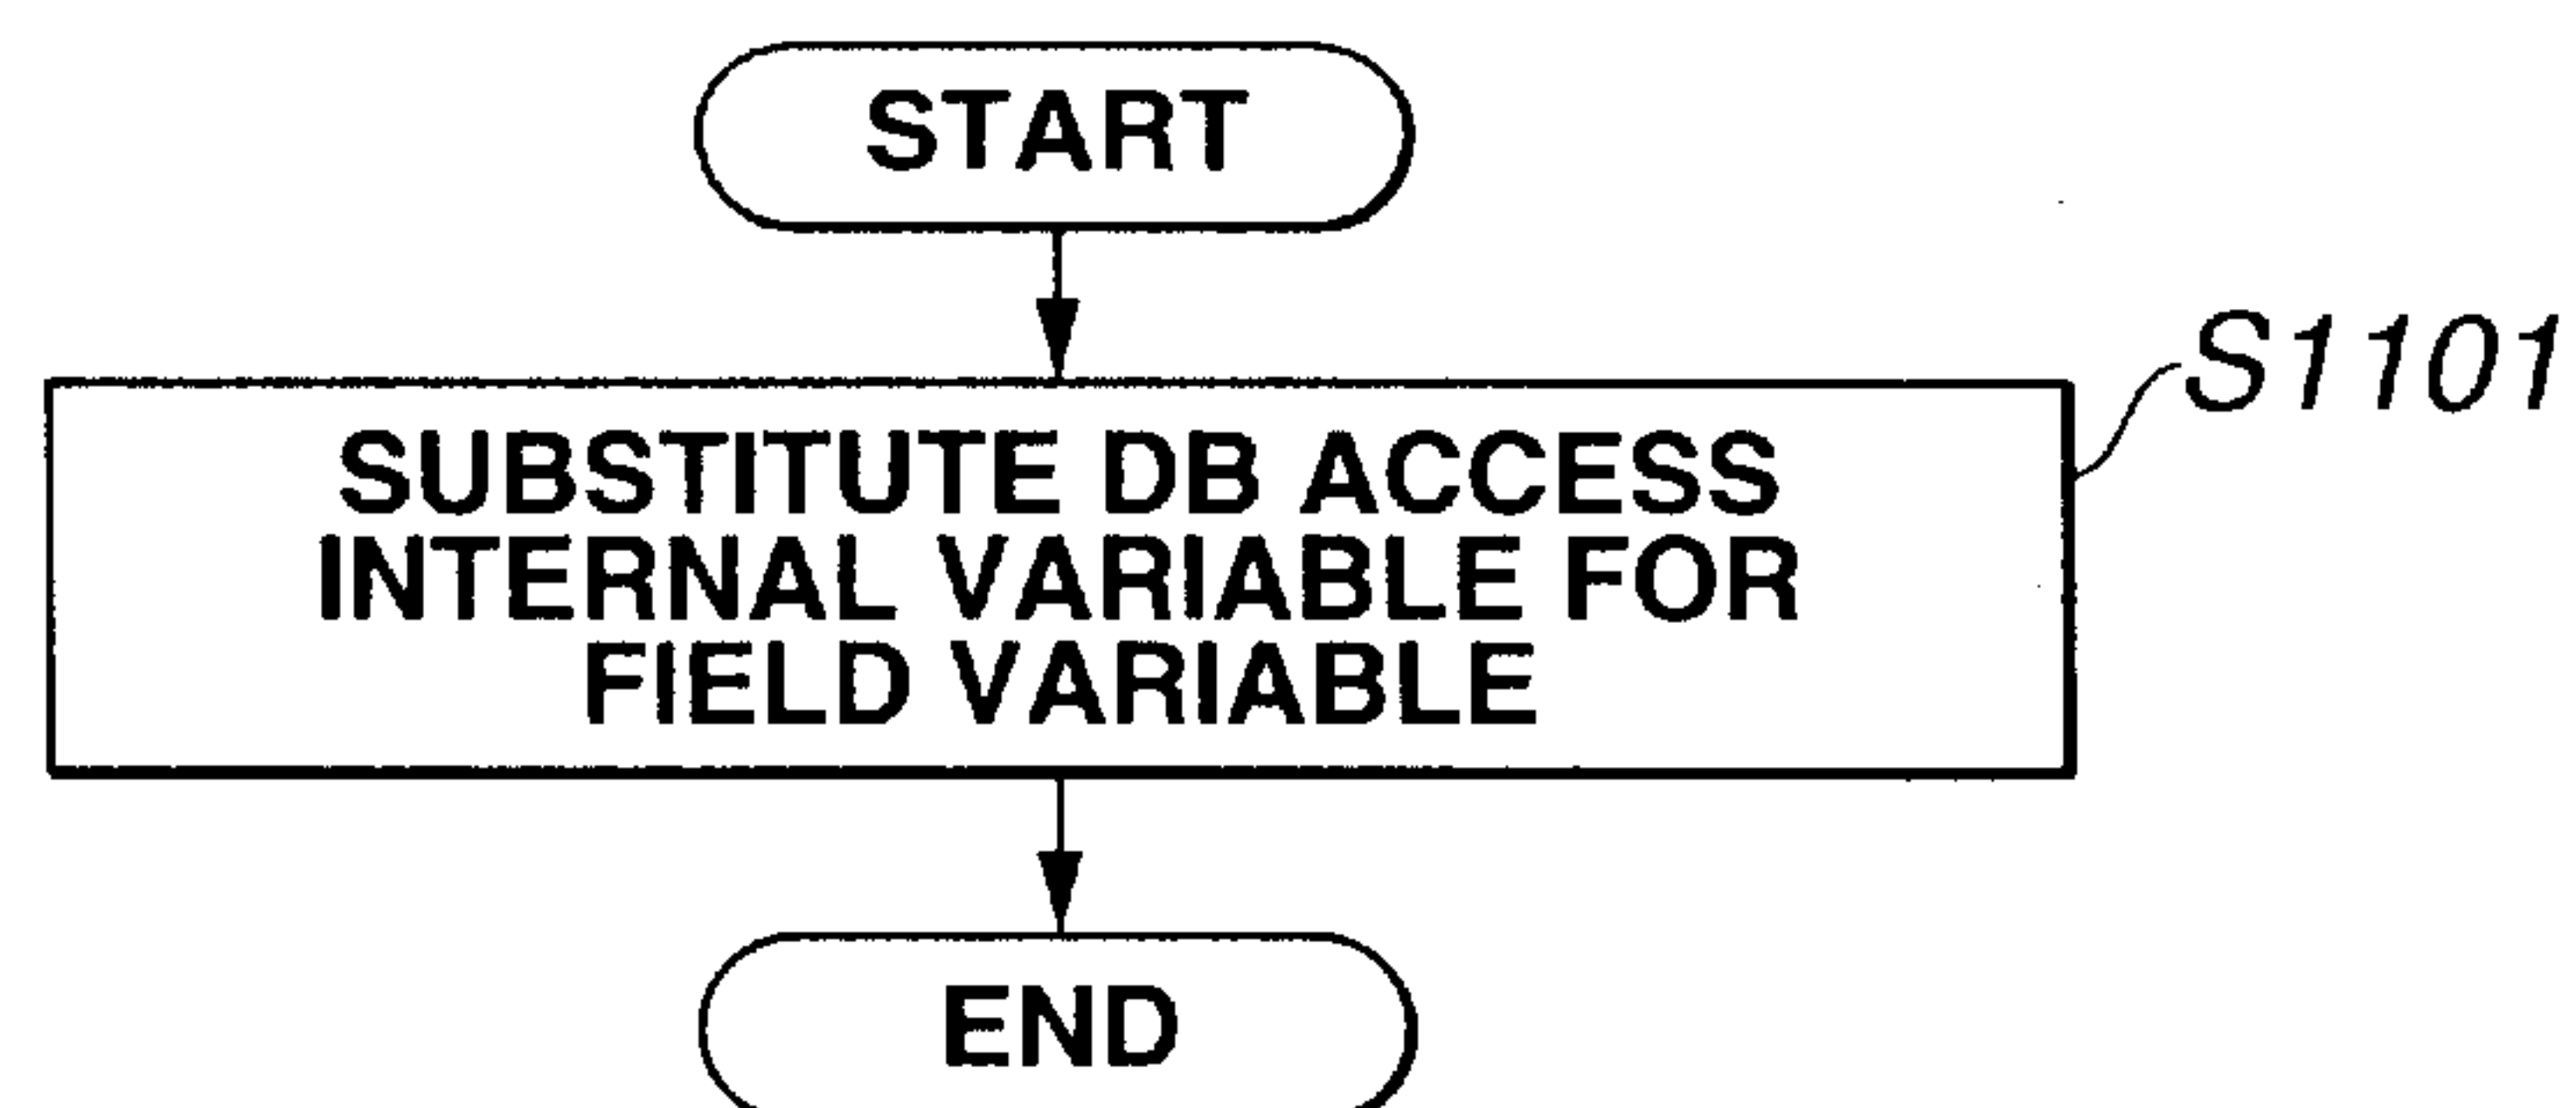 START
S1101
SUBSTITUTE DB ACCESS
INTERNAL VARIABLE FOR
FIELD VARIABLE
END